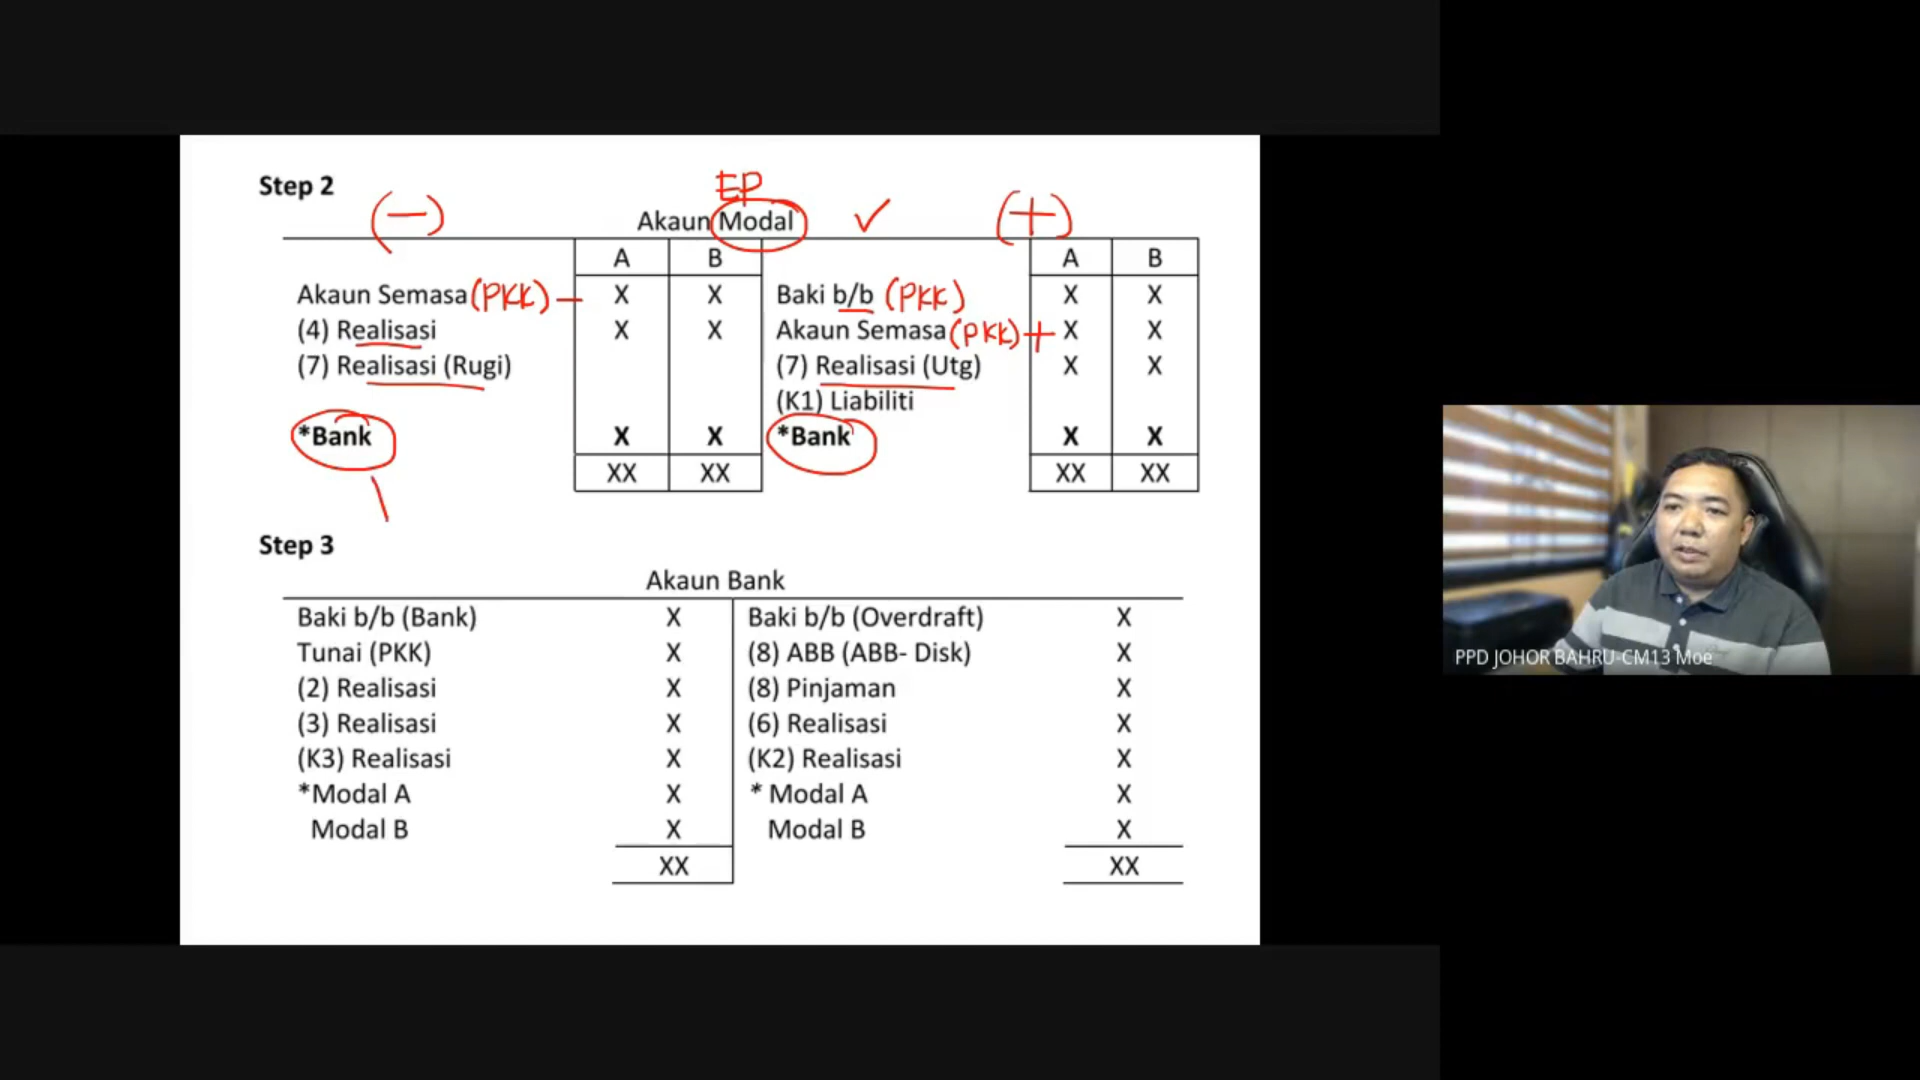 Step 2
EP
(-) Akaun Modal ✓ (+)
A B A B
Akaun Semasa (PKK) - X X Baki b/b (PKK) X X
(4) Realisasi X X Akaun Semasa (PKK) + X X
(7) Realisasi (Rugi) (7) Realisasi (Utg) X X
(K1) Liabiliti
*Bank X X *Bank X X
XX XX XX XX
Step 3
Akaun Bank
Baki b/b (Bank) X Baki b/b (Overdraft) X
Tunai (PKK) X (8) ABB (ABB- Disk) X
(2) Realisasi X (8) Pinjaman X
(3) Realisasi X (6) Realisasi X
(K3) Realisasi X (K2) Realisasi X
*Modal A X * Modal A X
Modal B X Modal B X
XX XX
PPD JOHOR BAHRU-CM13 Moe